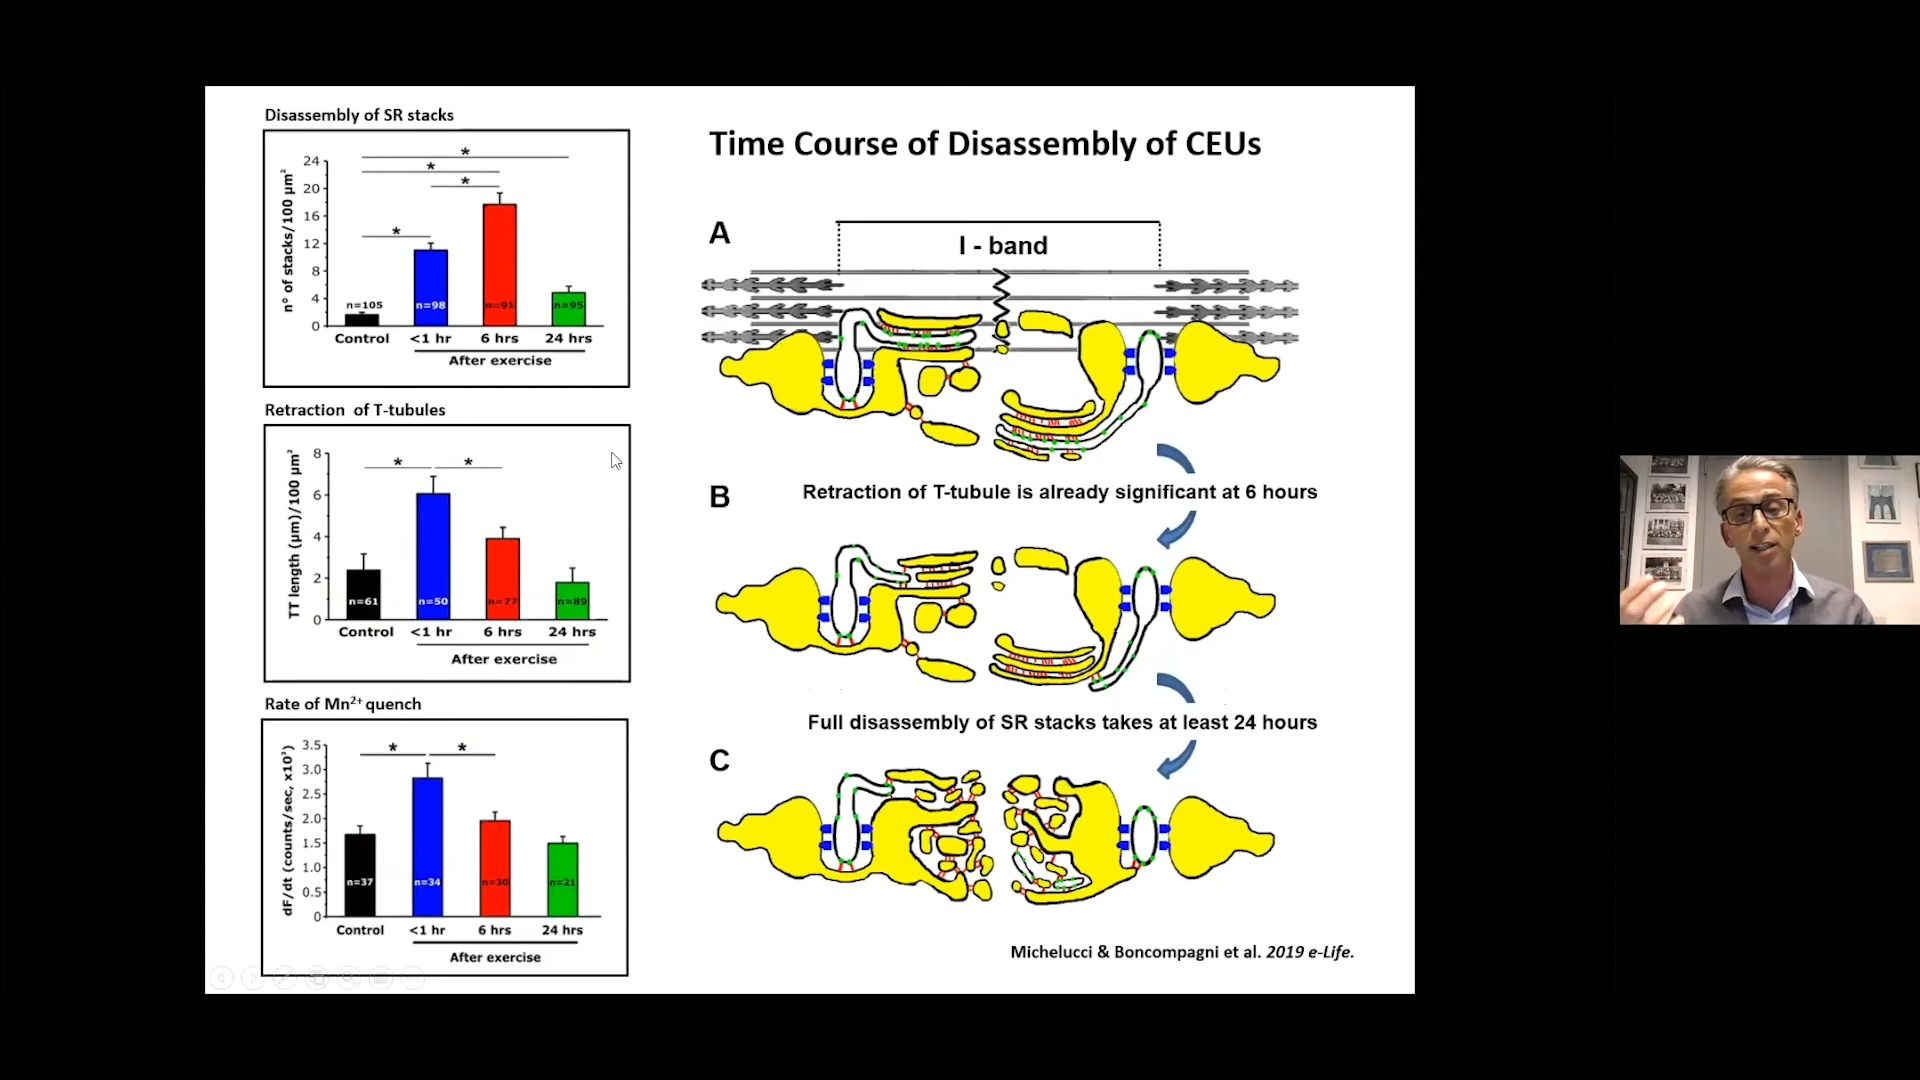 Disassembly of SR stacks
n° of stacks/100 µm²
24
20
16
12
8
4
0
*
*
*
*
n=105
n=98
n=91
n=95
Control
<1 hr
6 hrs
24 hrs
After exercise
Retraction of T-tubules
TT length (µm)/100 µm²
8
6
4
2
0
*
*
n=61
n=50
n=77
n=89
Control
<1 hr
6 hrs
24 hrs
After exercise
Rate of Mn²⁺ quench
dF/dt (counts/sec, x10³)
3.5
3.0
2.5
2.0
1.5
1.0
0.5
0
*
*
n=37
n=34
n=30
n=21
Control
<1 hr
6 hrs
24 hrs
After exercise
Time Course of Disassembly of CEUs
A
I - band
B
Retraction of T-tubule is already significant at 6 hours
Full disassembly of SR stacks takes at least 24 hours
C
Michelucci & Boncompagni et al. 2019 e-Life.